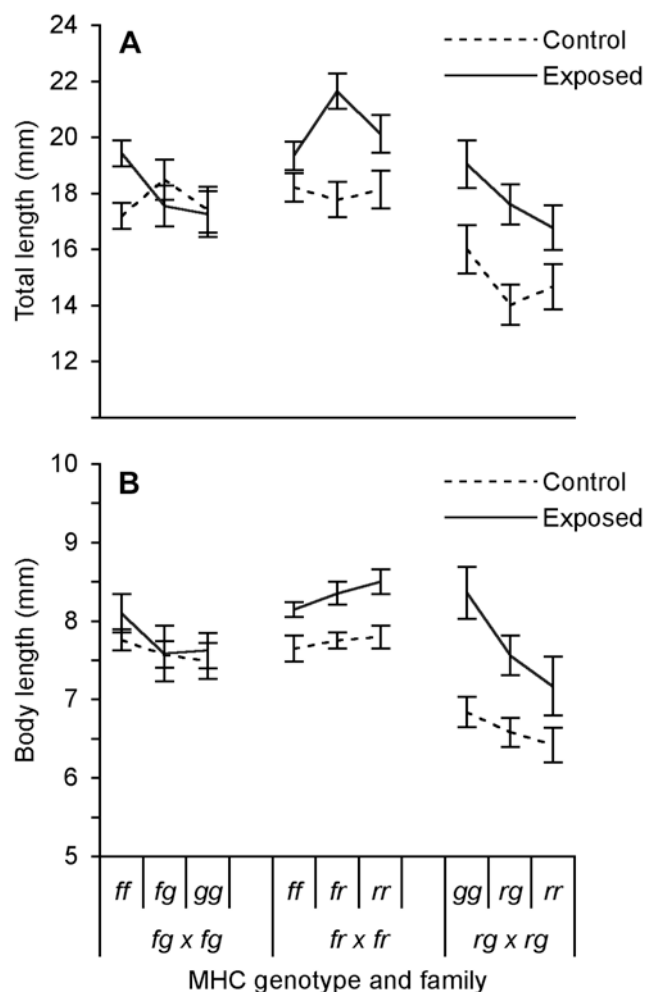 A
Control
Exposed
Total length (mm)
24
22
20
18
16
14
12
B
Control
Exposed
Body length (mm)
10
9
8
7
6
5
ff fg gg ff fr rr gg rg rr
fg x fg fr x fr rg x rg
MHC genotype and family